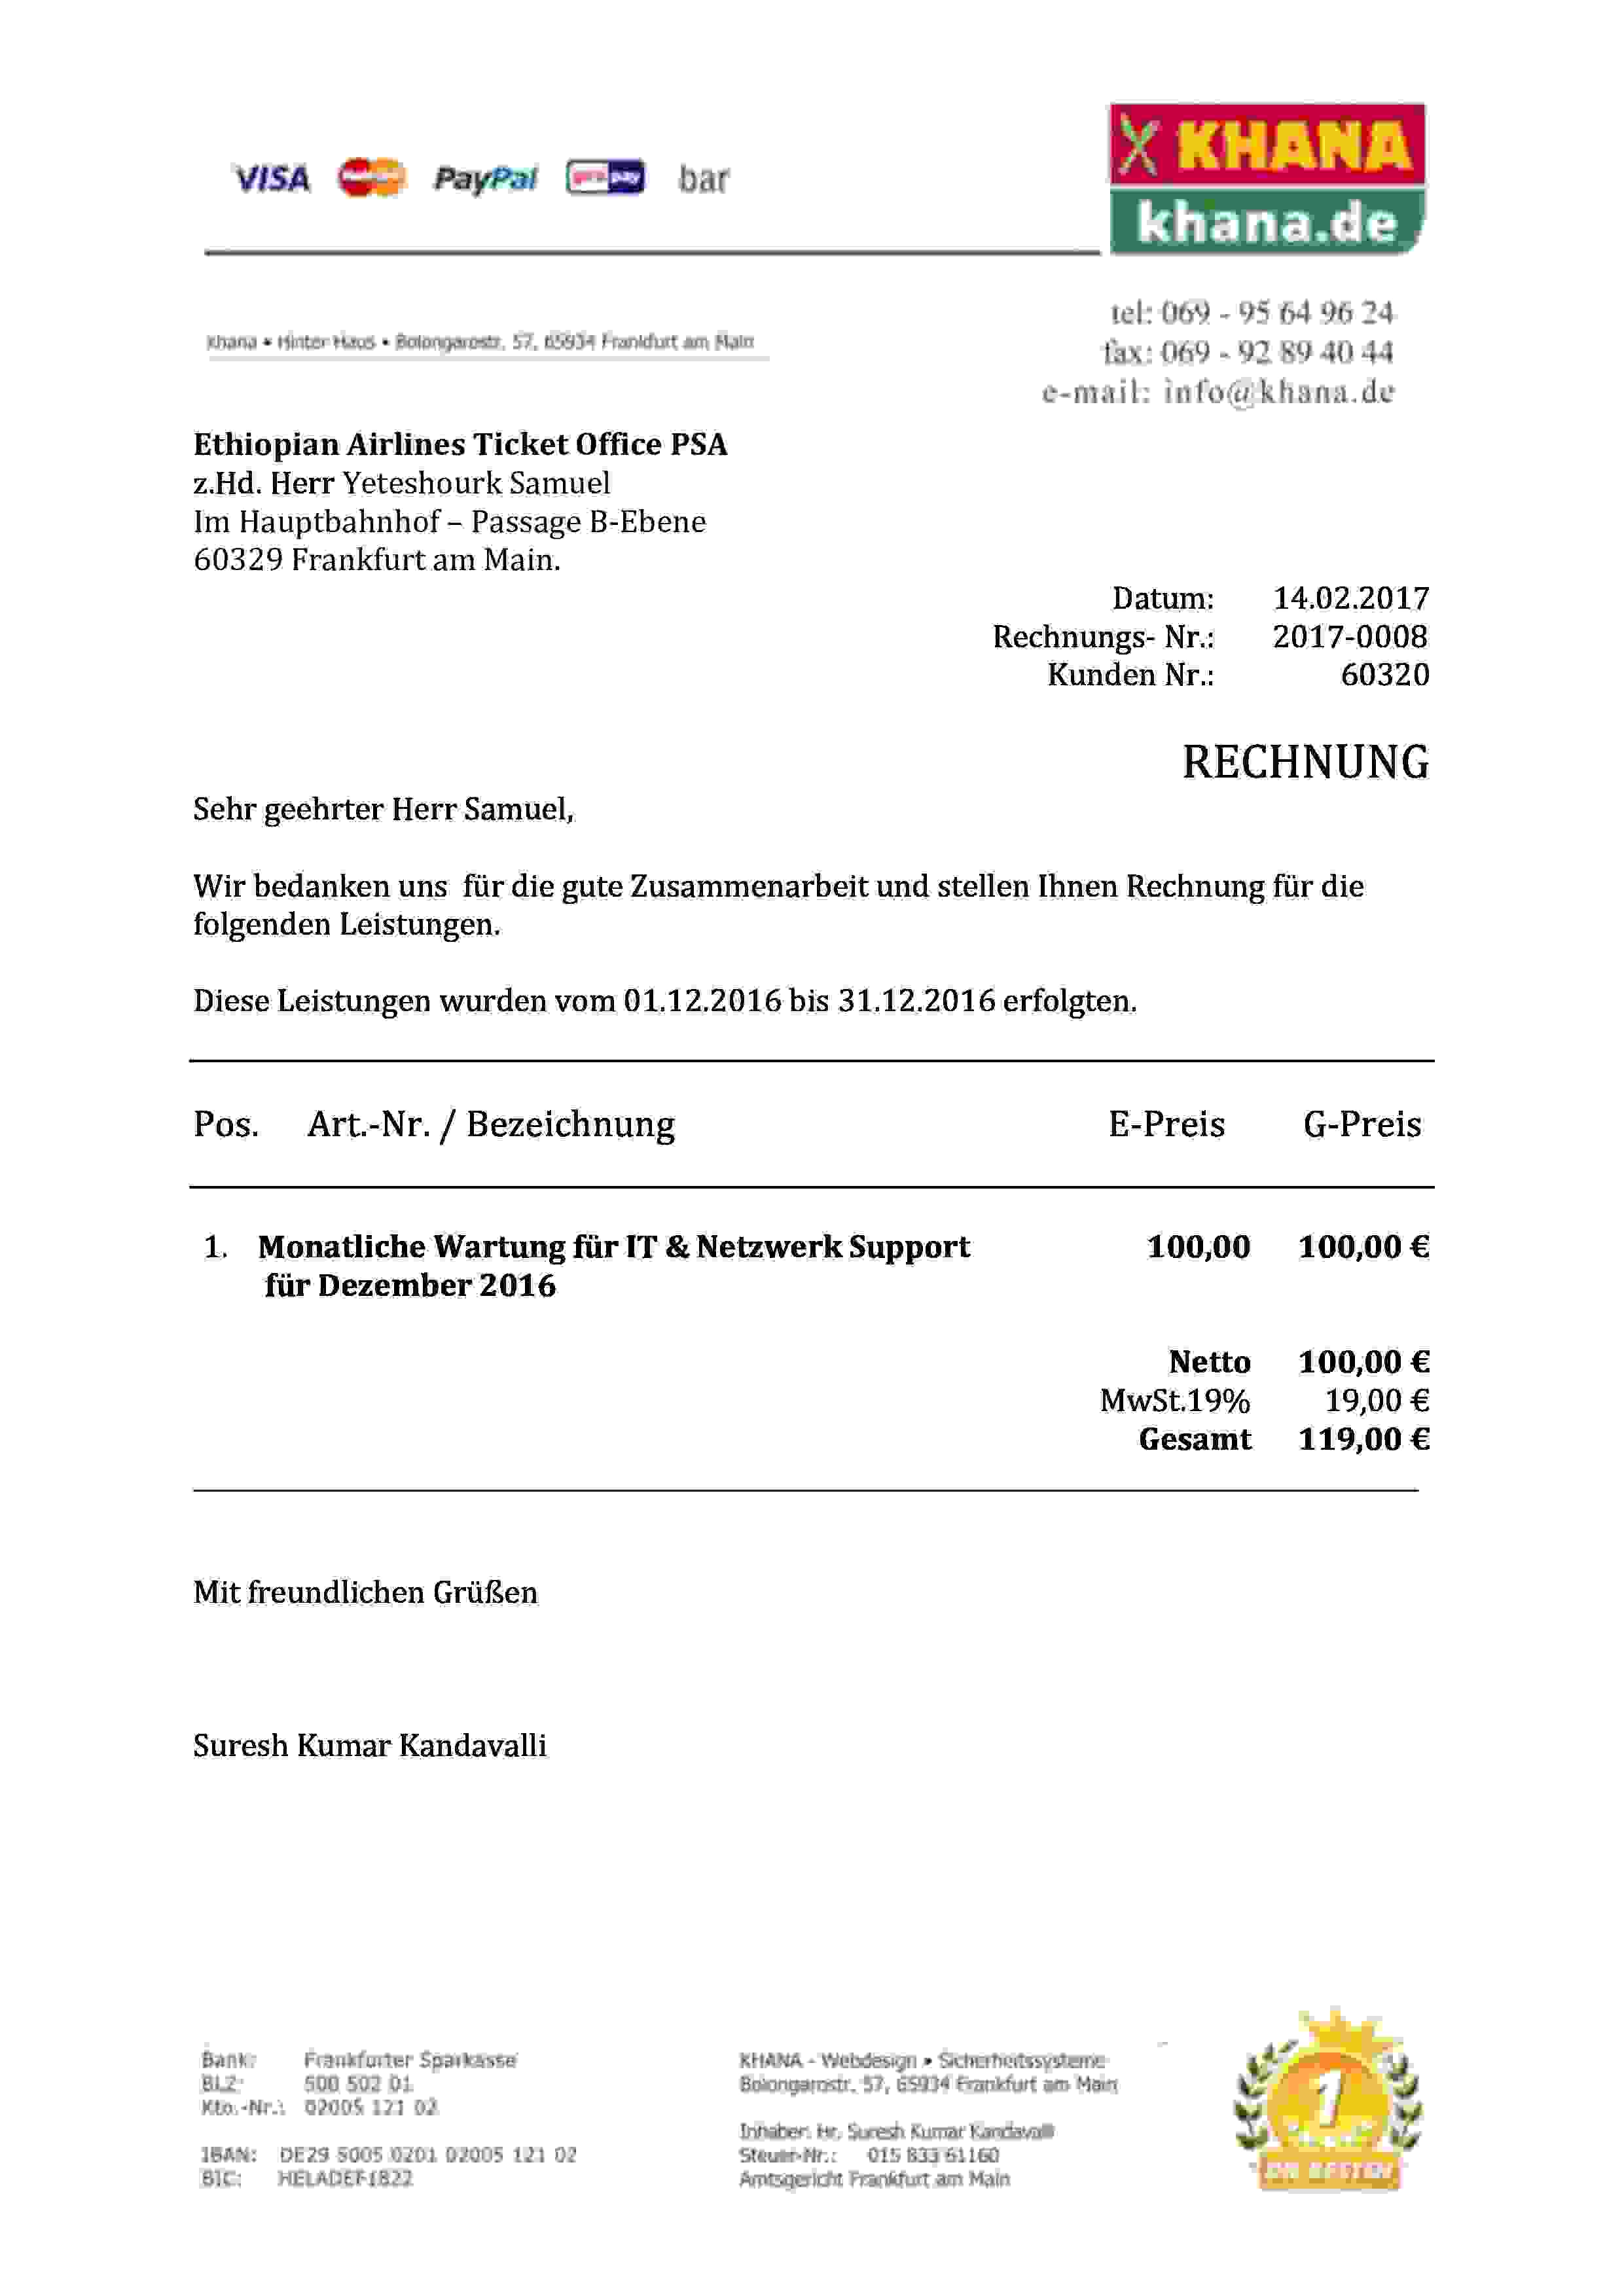 VISA PayPal bar
KHANA
khana.de
tel: 069 - 95 64 96 24
fax: 069 - 92 89 40 44
e-mail: info@khana.de
Khana • Hinter Haus • Bolongarostr. 57, 65934 Frankfurt am Main
Ethiopian Airlines Ticket Office PSA
z.Hd. Herr Yeteshourk Samuel
Im Hauptbahnhof – Passage B-Ebene
60329 Frankfurt am Main.
Datum: 14.02.2017
Rechnungs- Nr.: 2017-0008
Kunden Nr.: 60320
RECHNUNG
Sehr geehrter Herr Samuel,
Wir bedanken uns für die gute Zusammenarbeit und stellen Ihnen Rechnung für die
folgenden Leistungen.
Diese Leistungen wurden vom 01.12.2016 bis 31.12.2016 erfolgten.
Pos. Art.-Nr. / Bezeichnung E-Preis G-Preis
1. Monatliche Wartung für IT & Netzwerk Support 100,00 100,00 €
für Dezember 2016
Netto 100,00 €
MwSt.19% 19,00 €
Gesamt 119,00 €
Mit freundlichen Grüßen
Suresh Kumar Kandavalli
Bank: Frankfurter Sparkasse
BLZ: 500 502 01
Kto.-Nr.: 02005 121 02
IBAN: DE29 5005 0201 02005 121 02
BIC: HELADEF1822
KHANA - Webdesign • Sicherheitssysteme
Bolongarostr. 57, 65934 Frankfurt am Main
Inhaber: Hr. Suresh Kumar Kandavalli
Steuer-Nr.: 015 833 61160
Amtsgericht Frankfurt am Main
1